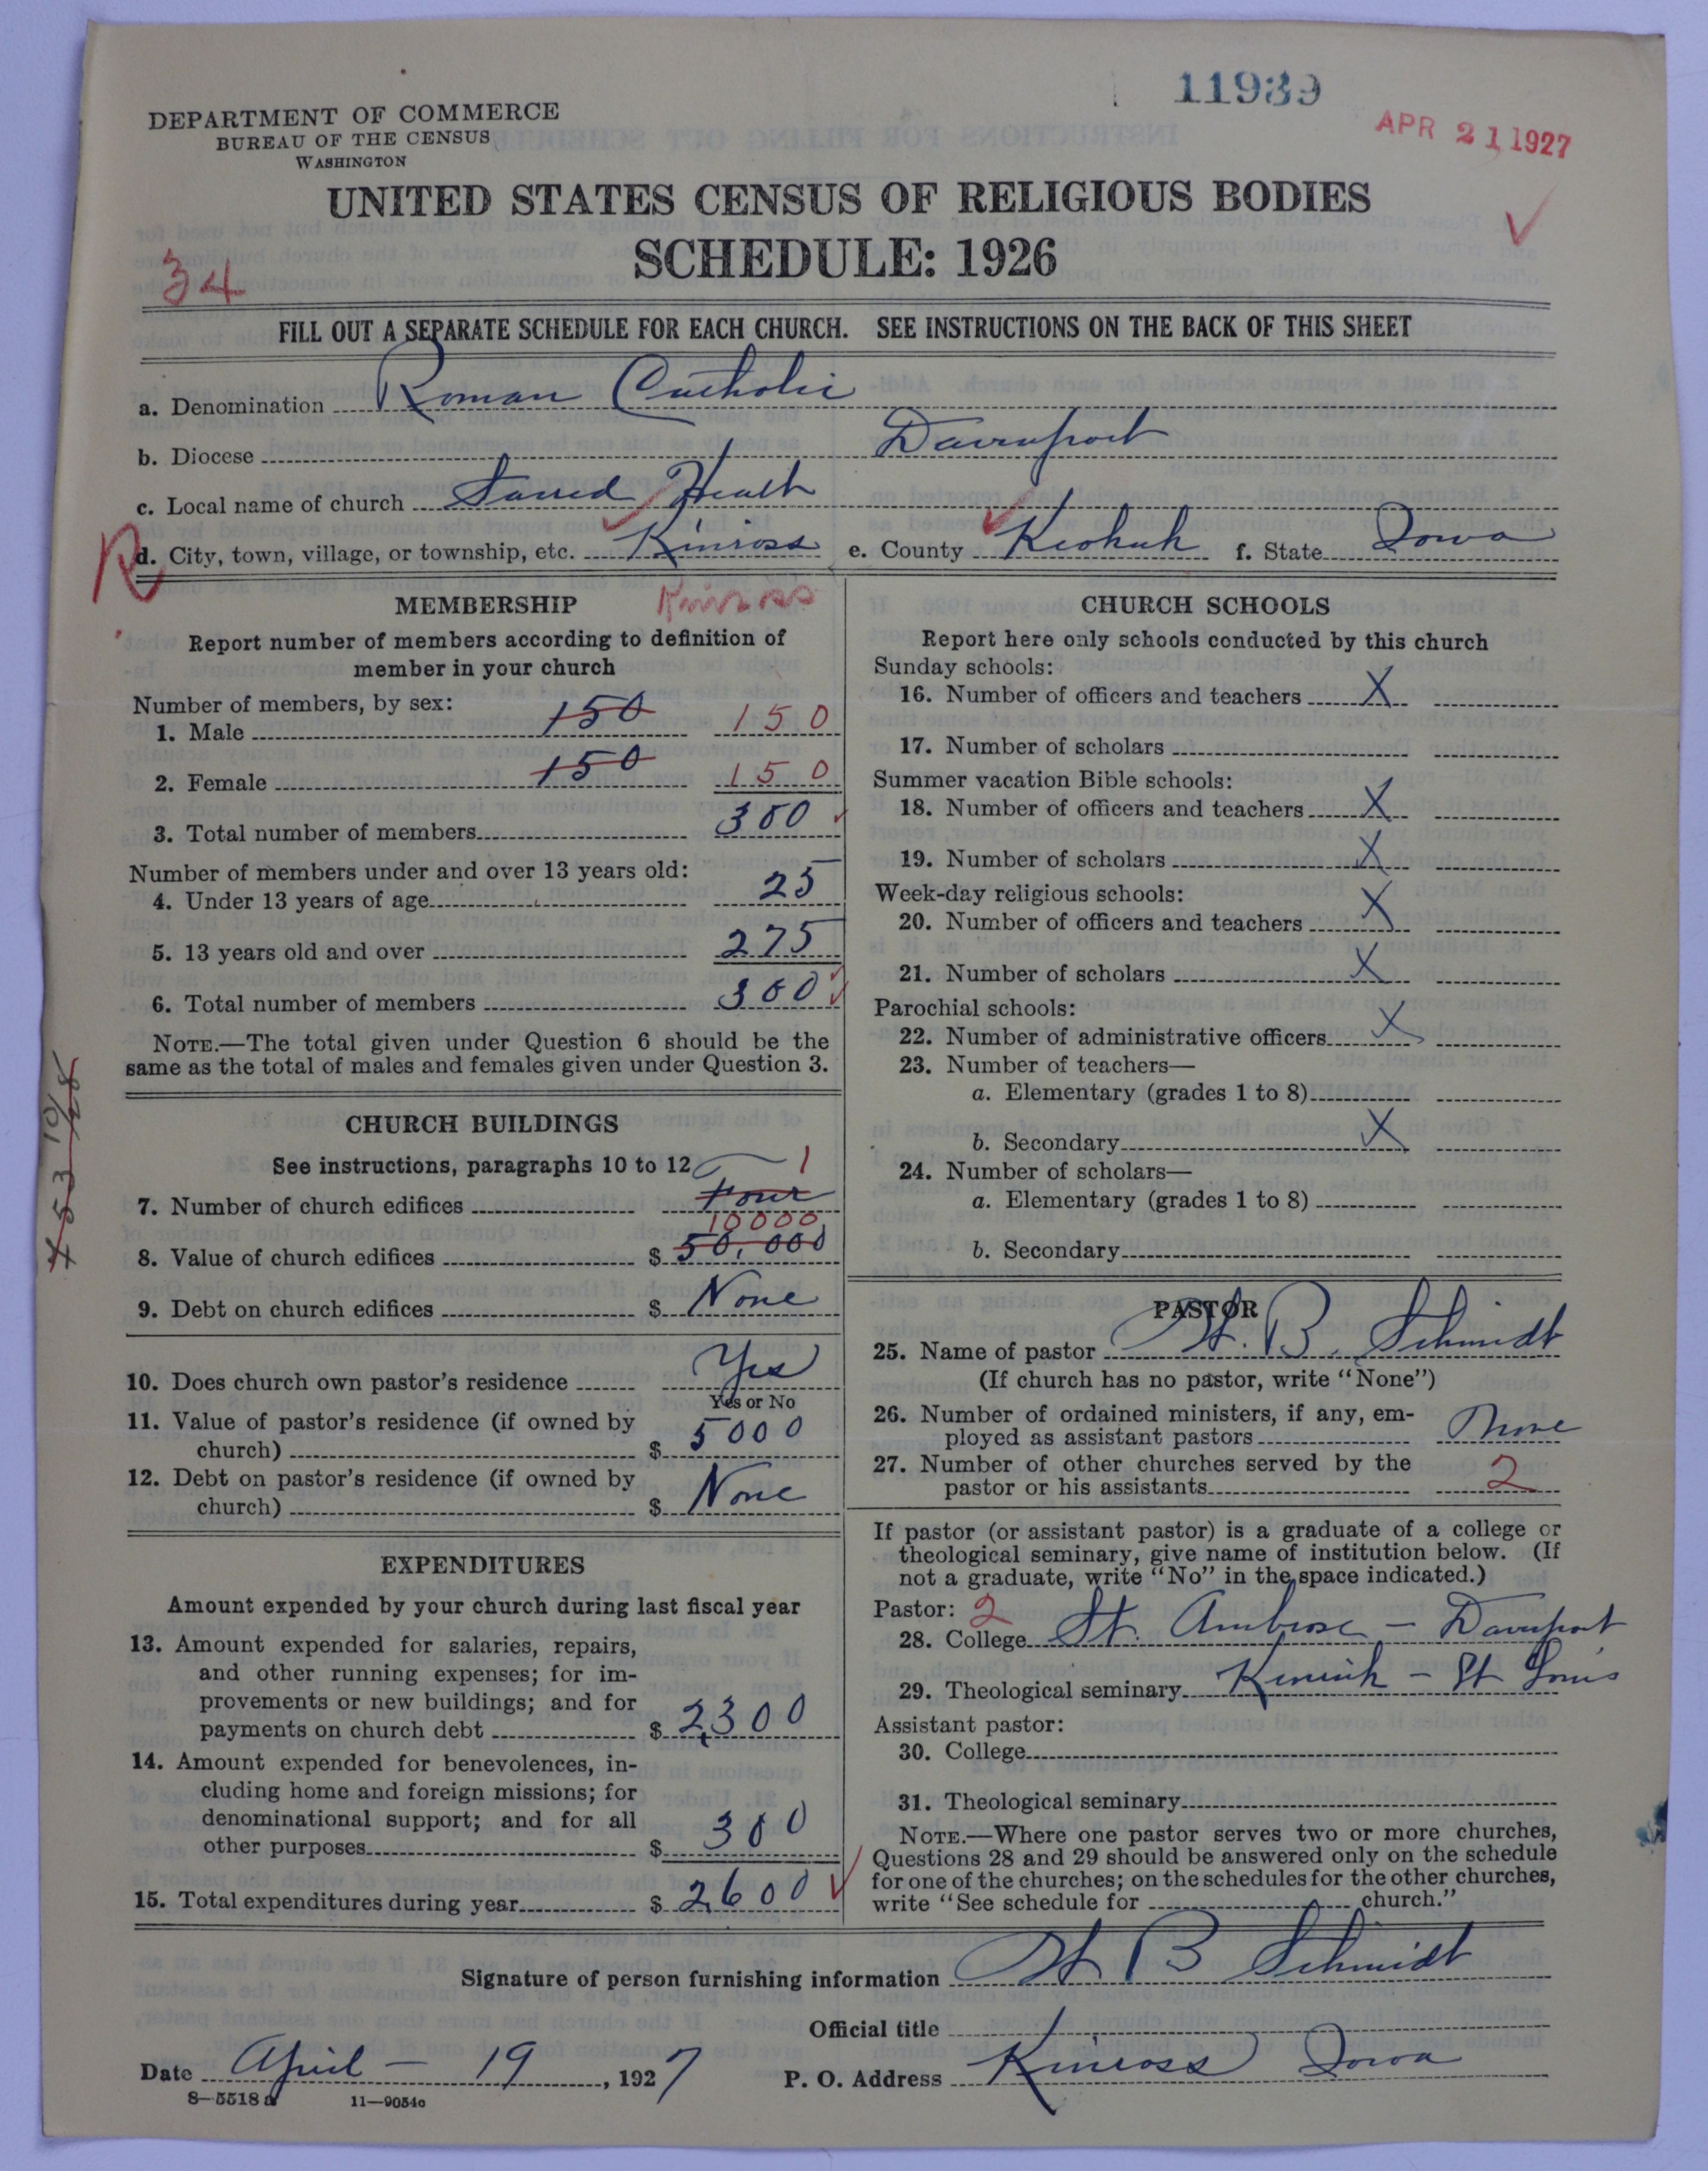 11939
APR 21 1927
DEPARTMENT OF COMMERCE
BUREAU OF THE CENSUS
WASHINGTON
UNITED STATES CENSUS OF RELIGIOUS BODIES
SCHEDULE: 1926
34
FILL OUT A SEPARATE SCHEDULE FOR EACH CHURCH. SEE INSTRUCTIONS ON THE BACK OF THIS SHEET
a. Denomination Roman Catholic
b. Diocese Davenport
c. Local name of church Sacred Heart
R
d. City, town, village, or township, etc. Kinross e. County Keokuk f. State Iowa
MEMBERSHIP Kinross
Report number of members according to definition of
member in your church
Number of members, by sex:
1. Male 150 150
2. Female 150 150
3. Total number of members 300
Number of members under and over 13 years old:
4. Under 13 years of age 25
5. 13 years old and over 275
6. Total number of members 300
NOTE.—The total given under Question 6 should be the
same as the total of males and females given under Question 3.
CHURCH BUILDINGS
See instructions, paragraphs 10 to 12 1
7. Number of church edifices Four
10000
8. Value of church edifices $ 50,000
9. Debt on church edifices $ None
10. Does church own pastor's residence Yes
Yes or No
11. Value of pastor's residence (if owned by
church) $ 5000
12. Debt on pastor's residence (if owned by
church) $ None
EXPENDITURES
Amount expended by your church during last fiscal year
13. Amount expended for salaries, repairs,
and other running expenses; for im-
provements or new buildings; and for
payments on church debt $ 2,300
14. Amount expended for benevolences, in-
cluding home and foreign missions; for
denominational support; and for all
other purposes $ 300
15. Total expenditures during year $ 2600
CHURCH SCHOOLS
Report here only schools conducted by this church
Sunday schools:
16. Number of officers and teachers X
17. Number of scholars
Summer vacation Bible schools:
18. Number of officers and teachers X
19. Number of scholars X
Week-day religious schools:
20. Number of officers and teachers X
21. Number of scholars X
Parochial schools:
22. Number of administrative officers X
23. Number of teachers—
a. Elementary (grades 1 to 8)
b. Secondary X
24. Number of scholars—
a. Elementary (grades 1 to 8)
b. Secondary
PASTOR
25. Name of pastor H. B. Schmidt
(If church has no pastor, write "None")
26. Number of ordained ministers, if any, em-
ployed as assistant pastors None
27. Number of other churches served by the
pastor or his assistants 2
If pastor (or assistant pastor) is a graduate of a college or
theological seminary, give name of institution below. (If
not a graduate, write "No" in the space indicated.)
Pastor: 2
28. College St. Ambrose - Davenport
29. Theological seminary Kenrick - St Louis
Assistant pastor:
30. College
31. Theological seminary
NOTE.—Where one pastor serves two or more churches,
Questions 28 and 29 should be answered only on the schedule
for one of the churches; on the schedules for the other churches,
write "See schedule for church."
Signature of person furnishing information H B Schmidt
Official title
Date April - 19, 1927 P. O. Address Kinross Iowa
8—5518a 11—9054c